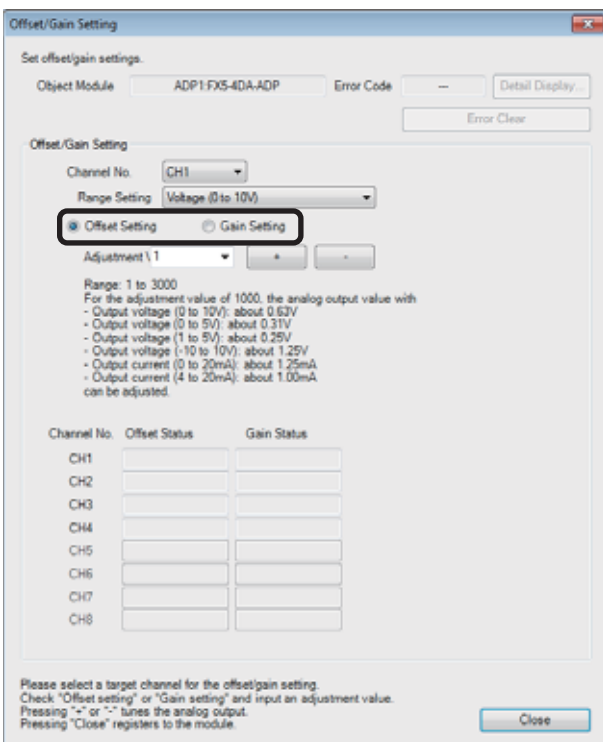 Offset/Gain Setting
Set offset/gain settings.
Object Module ADP1:FX5-4DA-ADP Error Code --- Detail Display...
Error Clear
Offset/Gain Setting
Channel No. CH1
Range Setting Voltage (0 to 10V)
Offset Setting Gain Setting
Adjustment \ 1 + -
Range: 1 to 3000
For the adjustment value of 1000, the analog output value with
- Output voltage (0 to 10V): about 0.63V
- Output voltage (0 to 5V): about 0.31V
- Output voltage (1 to 5V): about 0.25V
- Output voltage (-10 to 10V): about 1.25V
- Output current (0 to 20mA): about 1.25mA
- Output current (4 to 20mA): about 1.00mA
can be adjusted.
Channel No. Offset Status Gain Status
CH1
CH2
CH3
CH4
CH5
CH6
CH7
CH8
Please select a target channel for the offset/gain setting.
Check "Offset setting" or "Gain setting" and input an adjustment value.
Pressing "+" or "-" tunes the analog output.
Pressing "Close" registers to the module.
Close